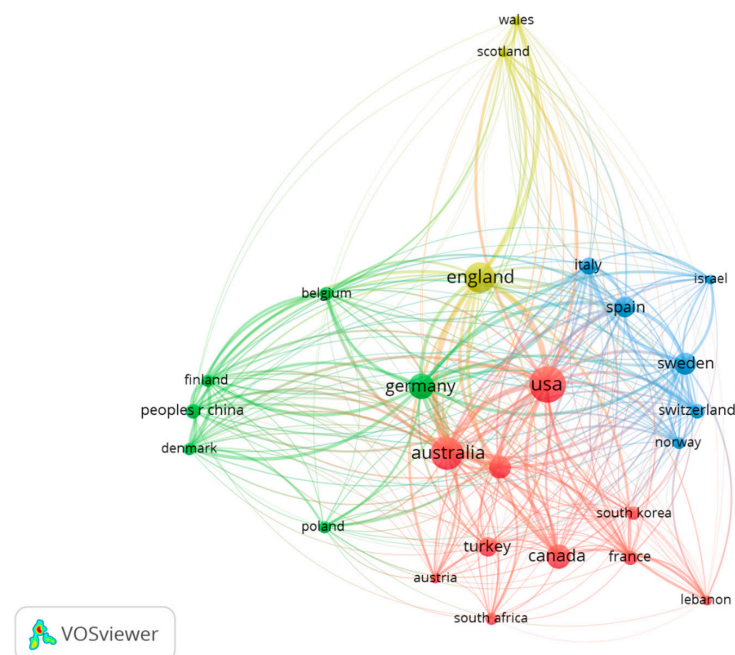 wales
scotland
england
italy
israel
belgium
spain
sweden
finland
germany
usa
peoples r china
switzerland
denmark
australia
norway
south korea
poland
turkey
canada
france
austria
lebanon
south africa
VOSviewer